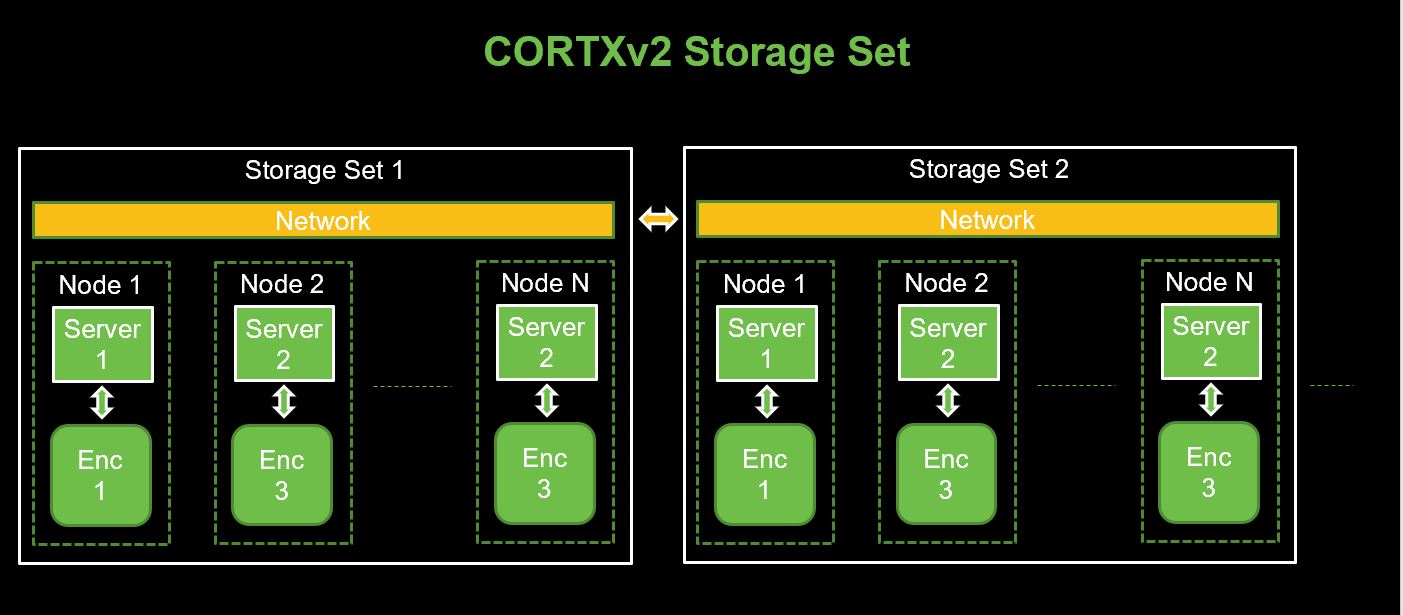 CORTXv2 Storage Set
Storage Set 1
Network
Node 1
Server
1
Enc
1
Node 2
Server
2
Enc
3
Node N
Server
2
Enc
3
Storage Set 2
Network
Node 1
Server
1
Enc
1
Node 2
Server
2
Enc
3
Node N
Server
2
Enc
3